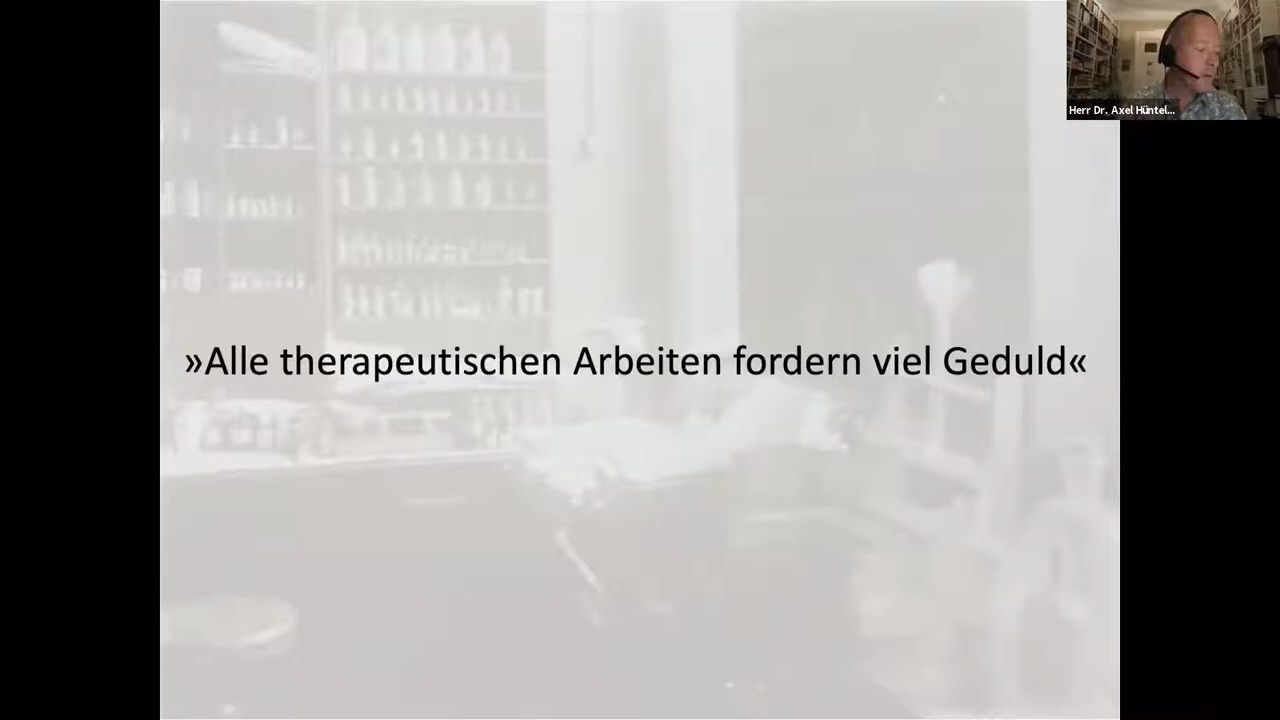 Herr Dr. Axel Hüntel...
»Alle therapeutischen Arbeiten fordern viel Geduld«